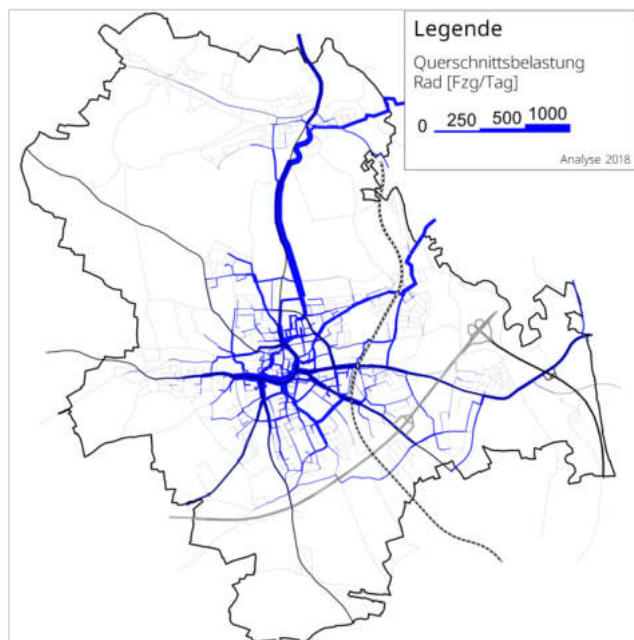 Legende
Querschnittsbelastung
Rad [Fzg/Tag]
0 250 500 1000
Analyse 2018